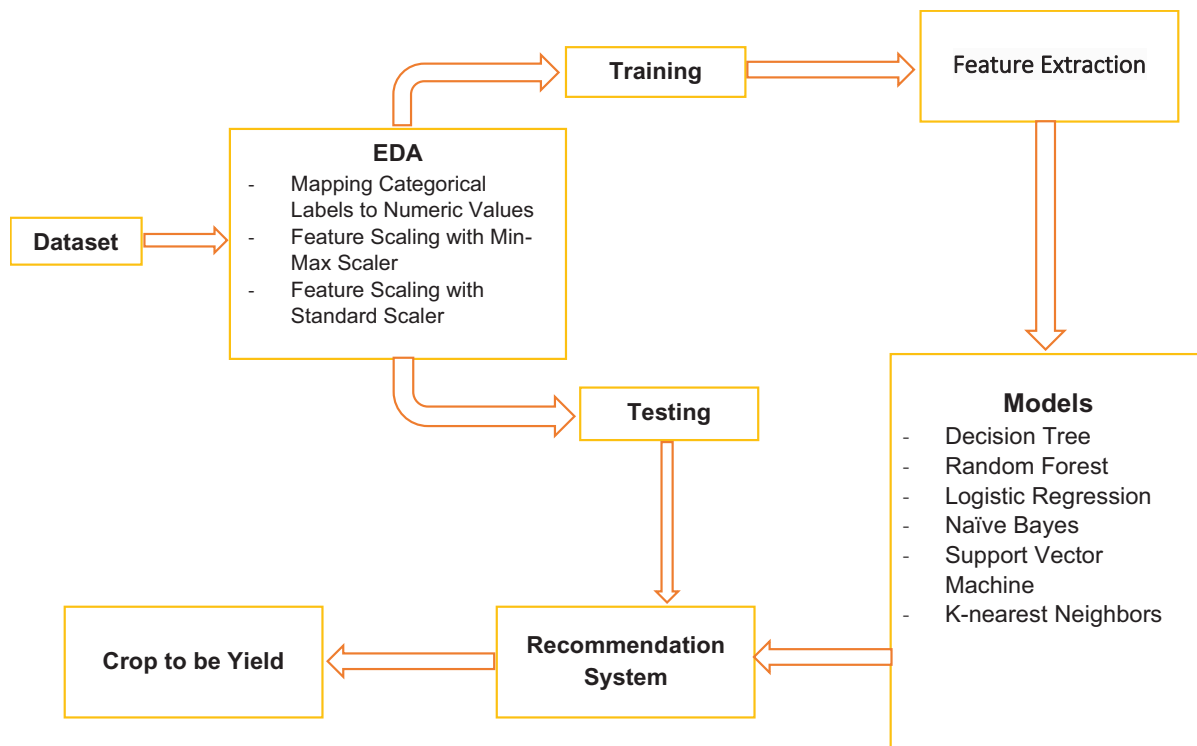 Training
Feature Extraction
EDA
- Mapping Categorical
Labels to Numeric Values
- Feature Scaling with Min-
Max Scaler
- Feature Scaling with
Standard Scaler
Dataset
Testing
Models
- Decision Tree
- Random Forest
- Logistic Regression
- Naïve Bayes
- Support Vector
Machine
- K-nearest Neighbors
Recommendation
System
Crop to be Yield